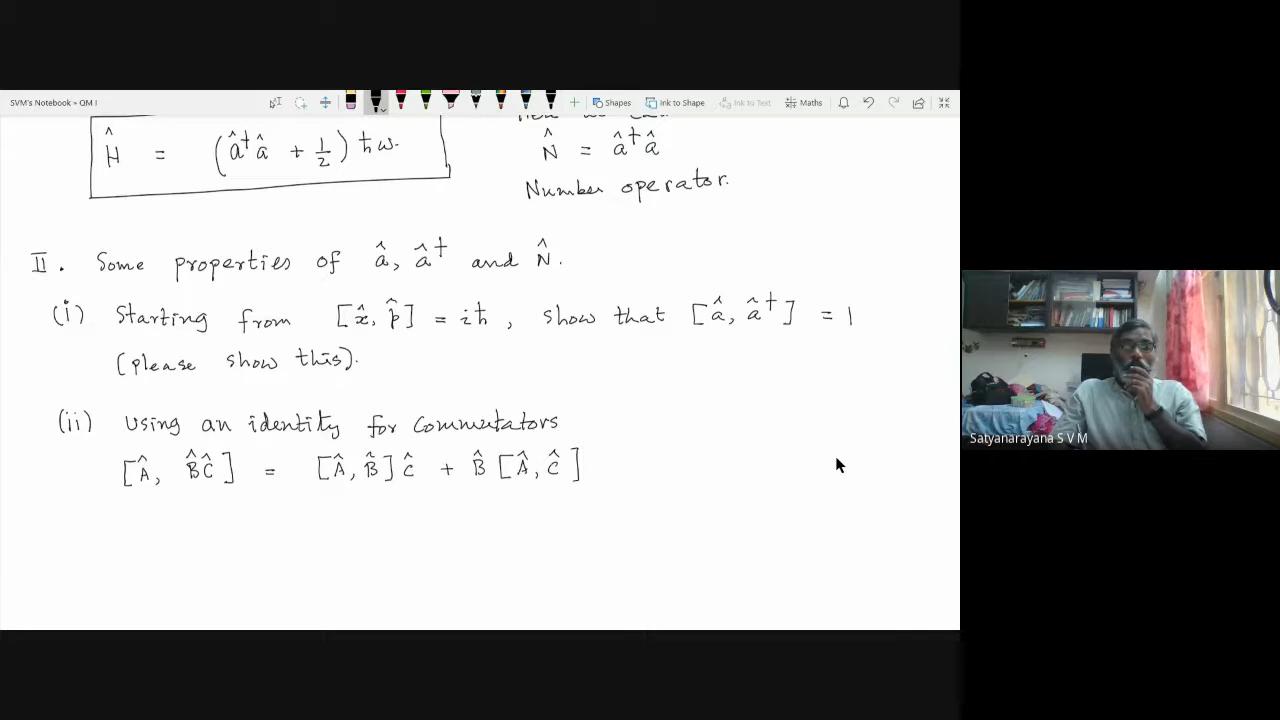 SVM's Notebook » QM I
Shapes
Ink to Shape
Ink to Text
Maths
Ĥ = (â†â + 1/2) ħω.
N̂ = â†â
Number operator.
II. Some properties of â, â† and N̂.
(i) Starting from [x̂, p̂] = iħ, show that [â, â†] = 1
(please show this).
(ii) Using an identity for commutators
[Â, B̂Ĉ] = [Â, B̂]Ĉ + B̂[Â, Ĉ]
Satyanarayana S V M